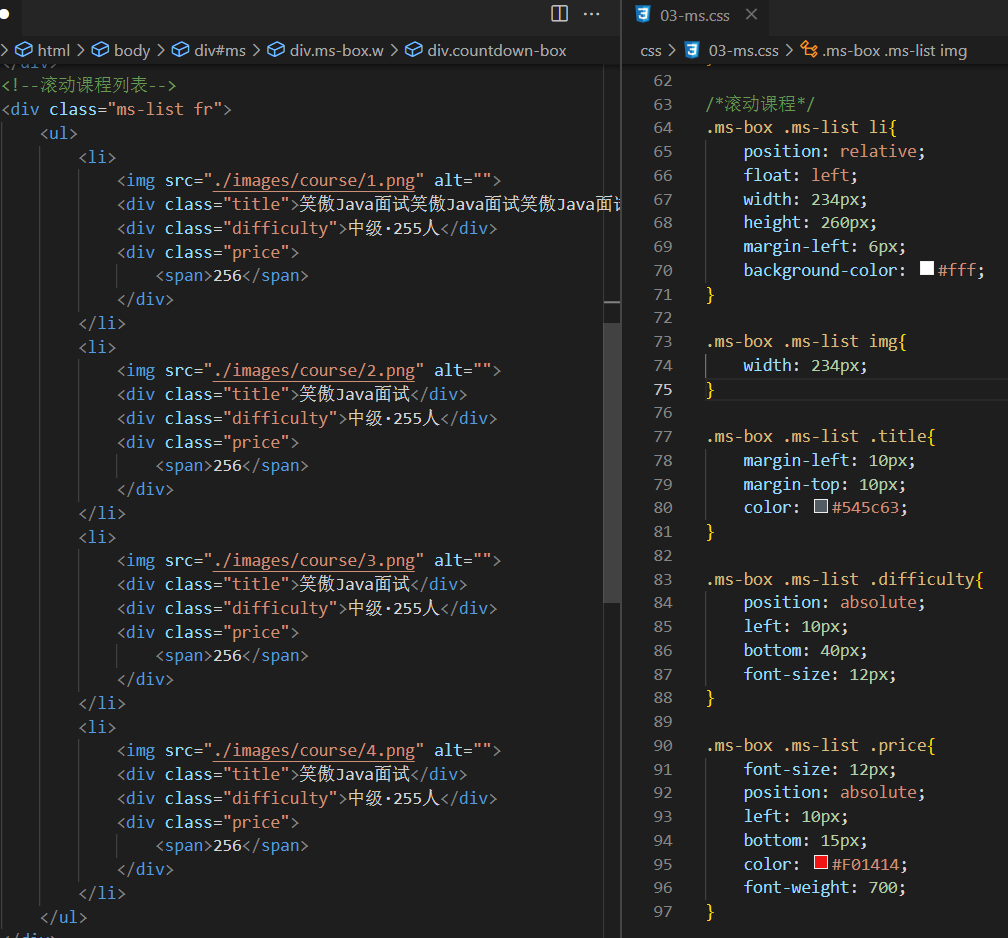 03-ms.css
html > body > div#ms > div.ms-box.w > div.countdown-box
</div>
<!--滚动课程列表-->
<div class="ms-list fr">
<ul>
<li>
<img src="./images/course/1.png" alt="">
<div class="title">笑傲Java面试笑傲Java面试笑傲Java面试
<div class="difficulty">中级·255人</div>
<div class="price">
<span>256</span>
</div>
</li>
<li>
<img src="./images/course/2.png" alt="">
<div class="title">笑傲Java面试</div>
<div class="difficulty">中级·255人</div>
<div class="price">
<span>256</span>
</div>
</li>
<li>
<img src="./images/course/3.png" alt="">
<div class="title">笑傲Java面试</div>
<div class="difficulty">中级·255人</div>
<div class="price">
<span>256</span>
</div>
</li>
<li>
<img src="./images/course/4.png" alt="">
<div class="title">笑傲Java面试</div>
<div class="difficulty">中级·255人</div>
<div class="price">
<span>256</span>
</div>
</li>
</ul>
css > 03-ms.css > .ms-box .ms-list img
62
63 /*滚动课程*/
64 .ms-box .ms-list li{
65 position: relative;
66 float: left;
67 width: 234px;
68 height: 260px;
69 margin-left: 6px;
70 background-color: #fff;
71 }
72
73 .ms-box .ms-list img{
74 width: 234px;
75 }
76
77 .ms-box .ms-list .title{
78 margin-left: 10px;
79 margin-top: 10px;
80 color: #545c63;
81 }
82
83 .ms-box .ms-list .difficulty{
84 position: absolute;
85 left: 10px;
86 bottom: 40px;
87 font-size: 12px;
88 }
89
90 .ms-box .ms-list .price{
91 font-size: 12px;
92 position: absolute;
93 left: 10px;
94 bottom: 15px;
95 color: #F01414;
96 font-weight: 700;
97 }